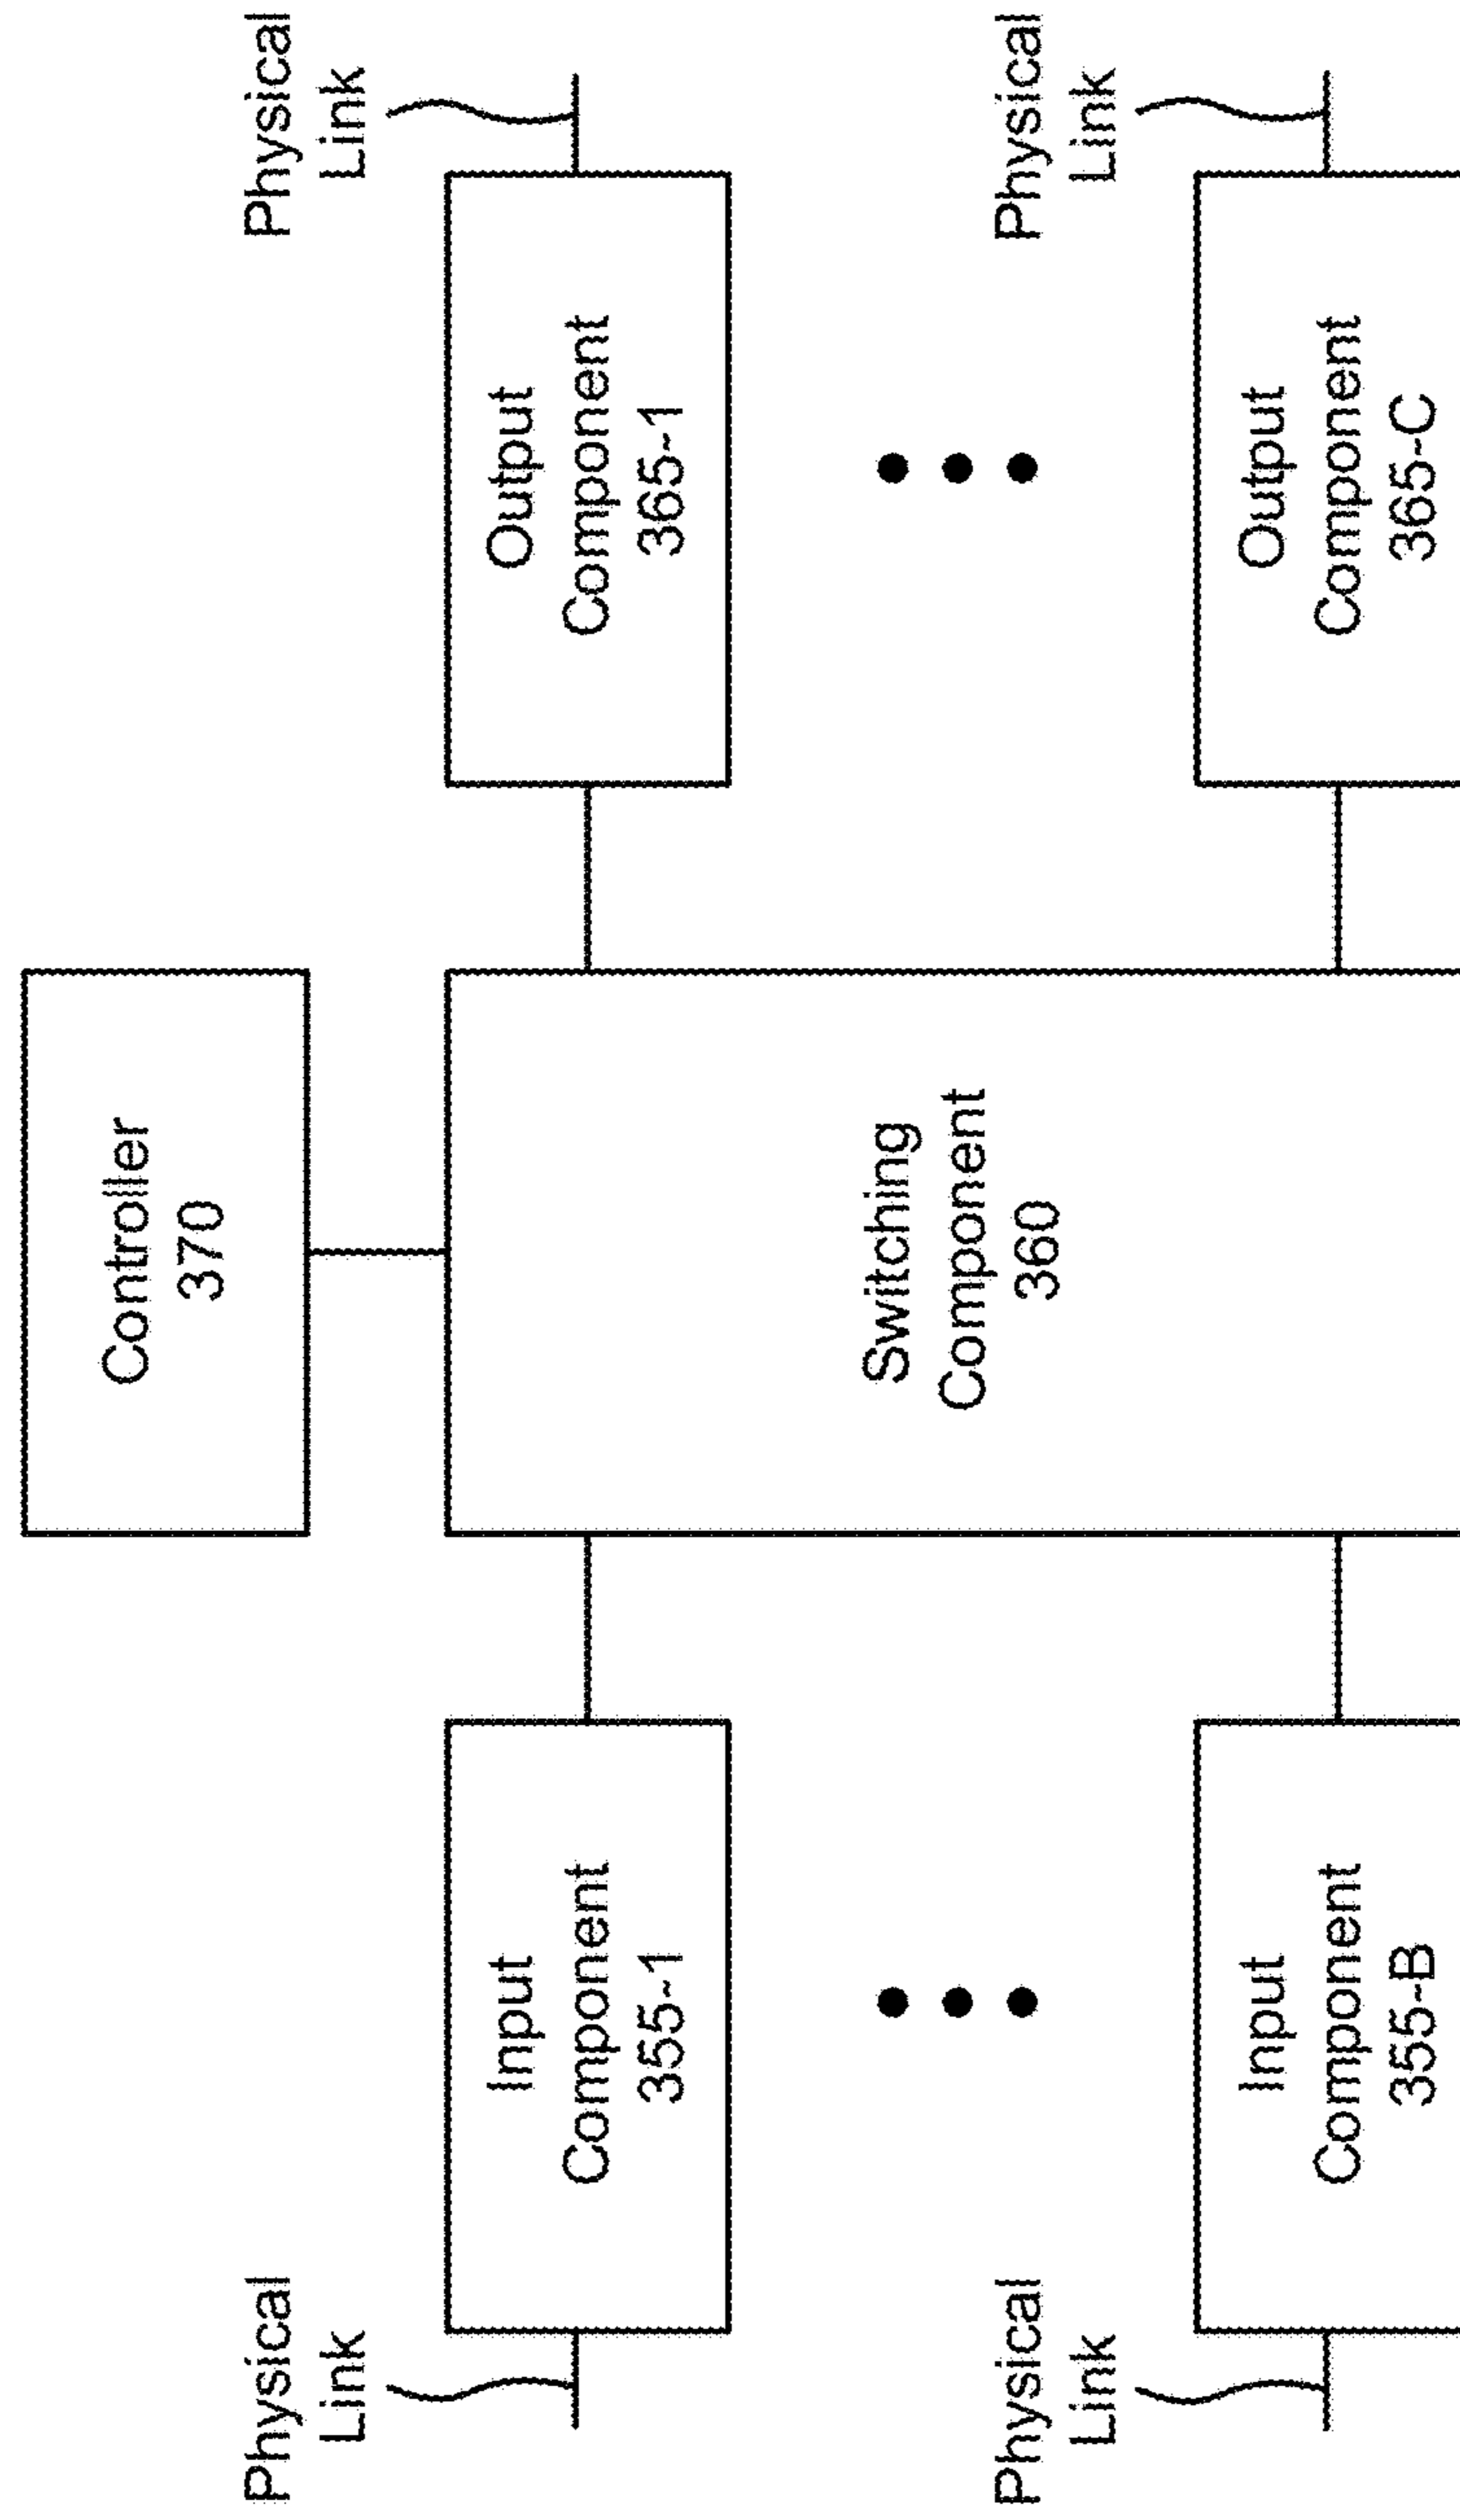 Controller
370
Physical
Link
Physical
Link
Input
Component
355-1
Switching
Component
360
Output
Component
365-1
Physical
Link
Physical
Link
Input
Component
355-B
Output
Component
365-C